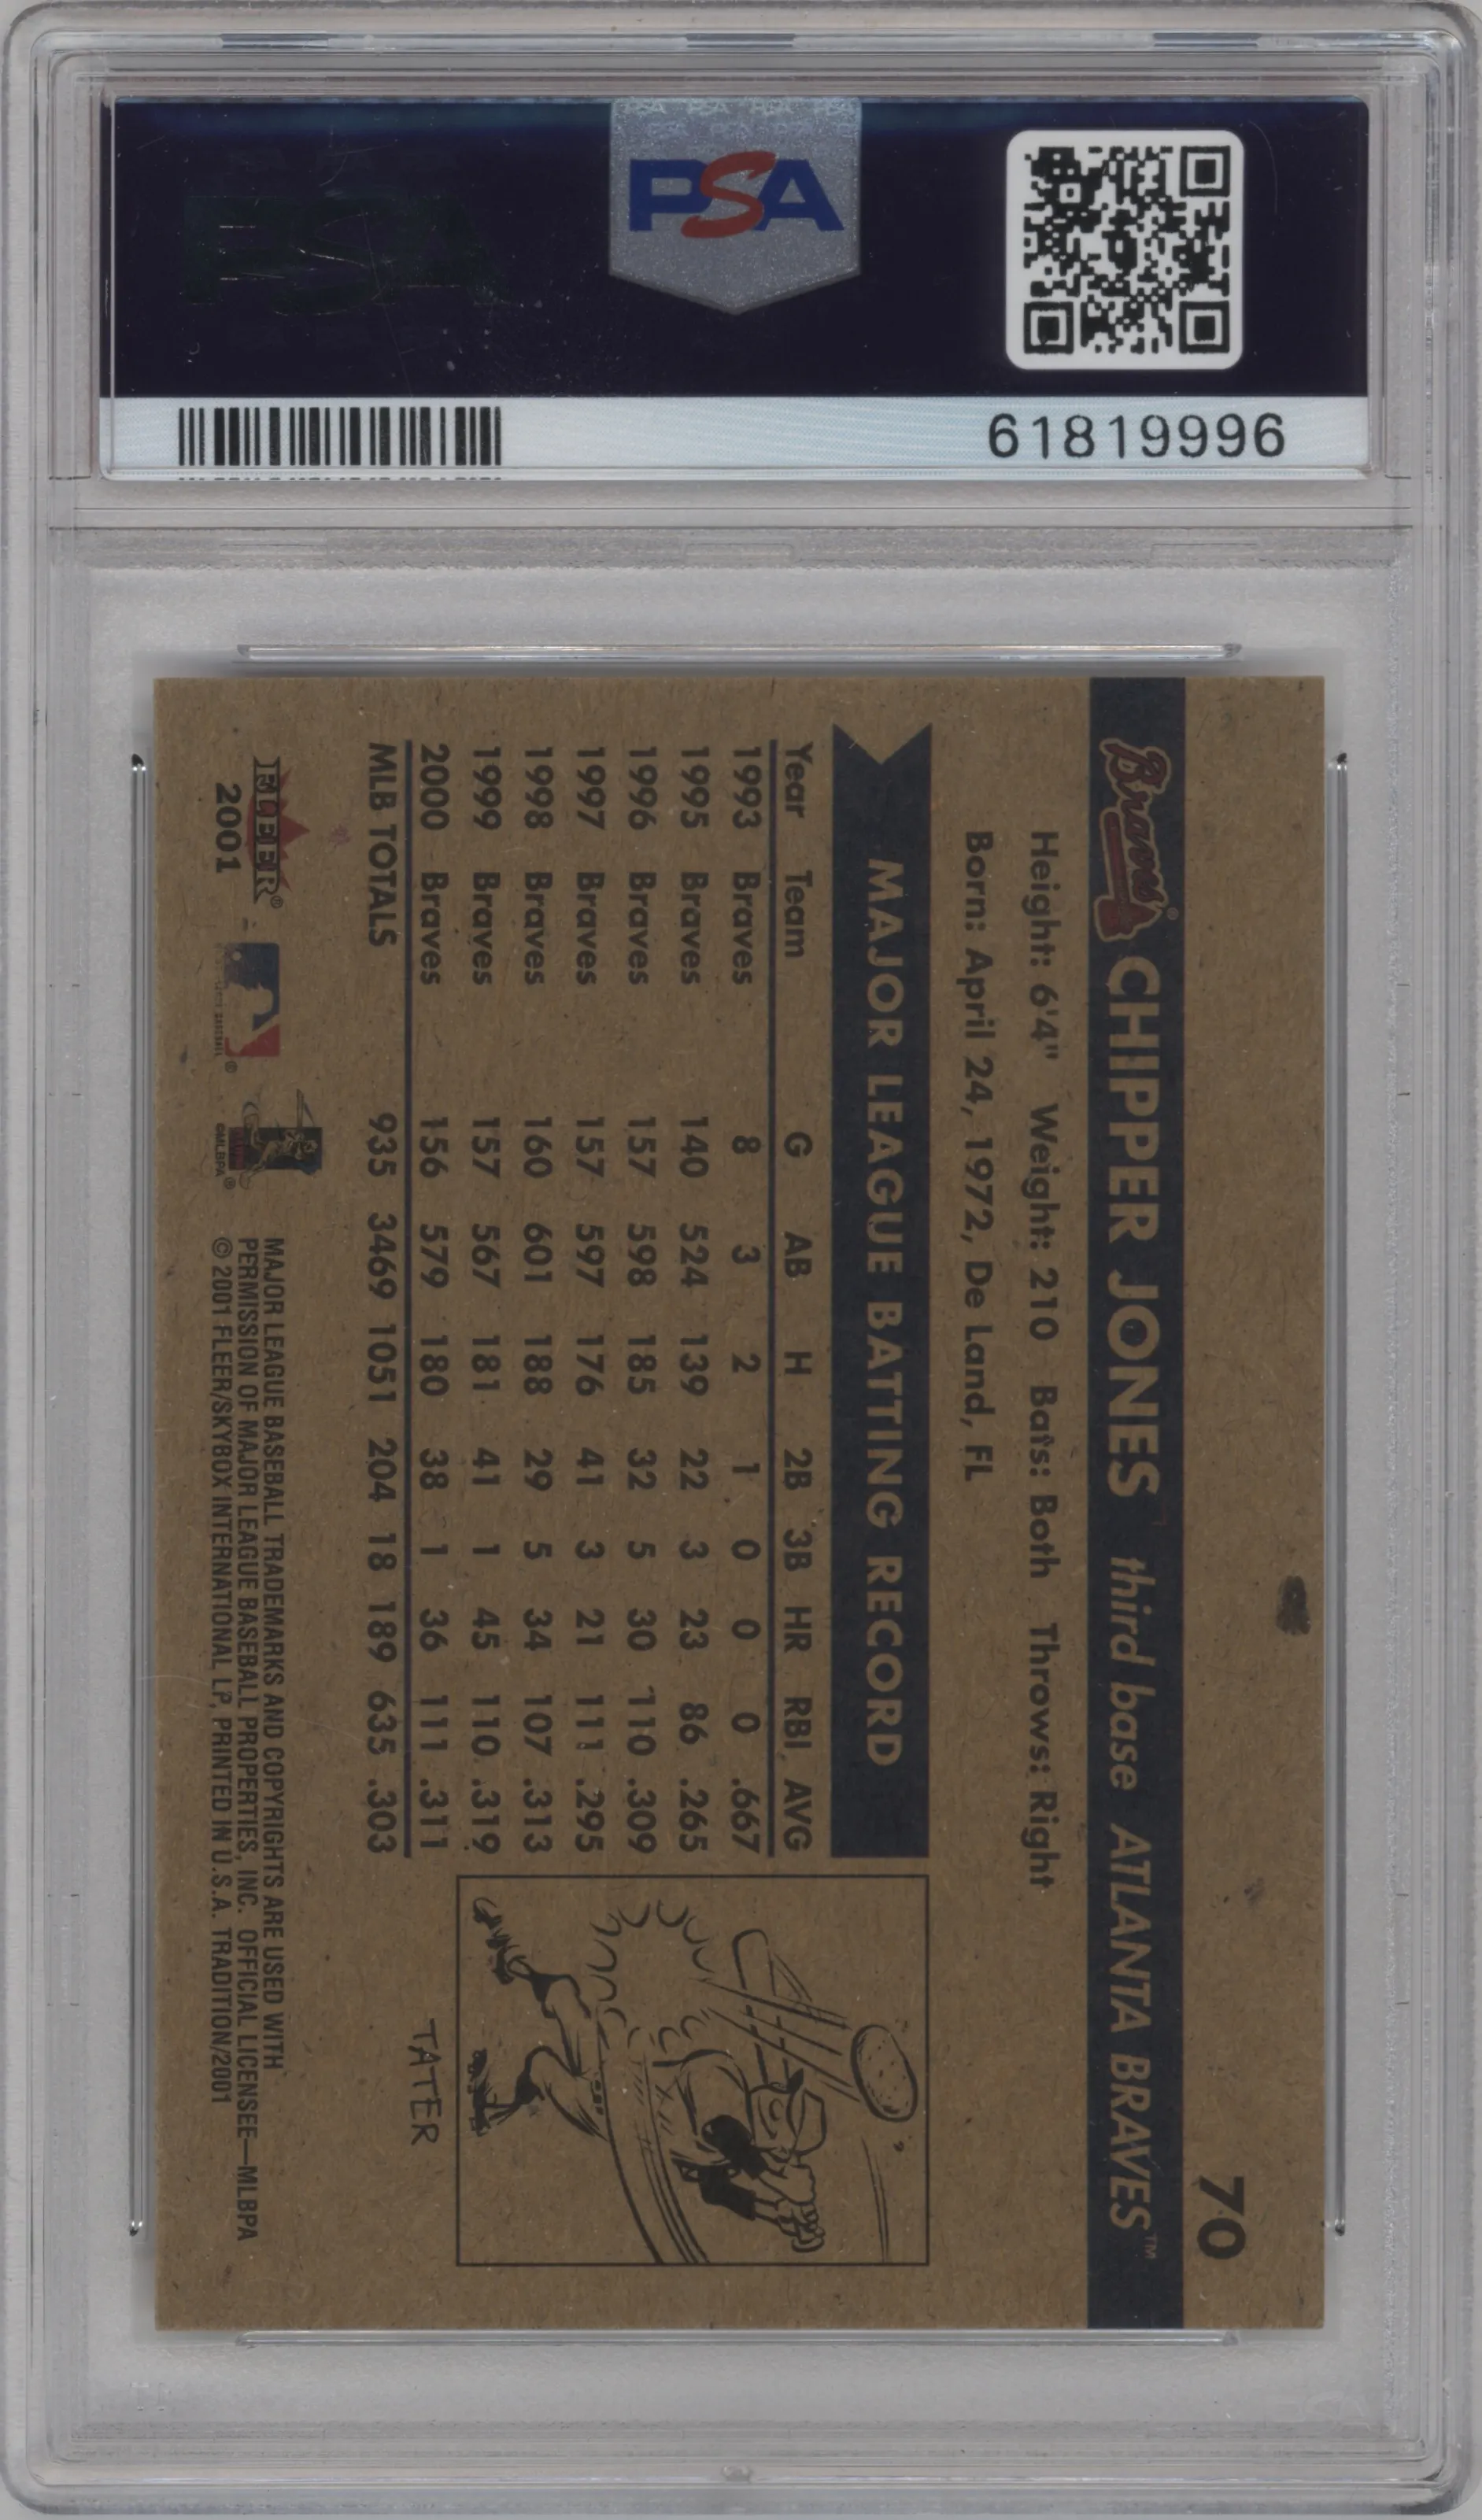 PSA
61819996
70
Braves® CHIPPER JONES third base ATLANTA BRAVES™
Height: 6'4" Weight: 210 Bats: Both Throws: Right
Born: April 24, 1972, De Land, FL
MAJOR LEAGUE BATTING RECORD
Year Team G AB H 2B 3B HR RBI AVG
1993 Braves 8 3 2 1 0 0 0 .667
1995 Braves 140 524 139 22 3 23 86 .265
1996 Braves 157 598 185 32 5 30 110 .309
1997 Braves 157 597 176 41 3 21 111 .295
1998 Braves 160 601 188 29 5 34 107 .313
1999 Braves 157 567 181 41 1 45 110 .319
2000 Braves 156 579 180 38 1 36 111 .311
MLB TOTALS 935 3469 1051 204 18 189 635 .303
TATER
FLEER®
2001
©MLBPA®
MAJOR LEAGUE BASEBALL TRADEMARKS AND COPYRIGHTS ARE USED WITH
PERMISSION OF MAJOR LEAGUE BASEBALL PROPERTIES, INC. OFFICIAL LICENSEE—MLBPA
© 2001 FLEER/SKYBOX INTERNATIONAL LP, PRINTED IN U.S.A. TRADITION/2001